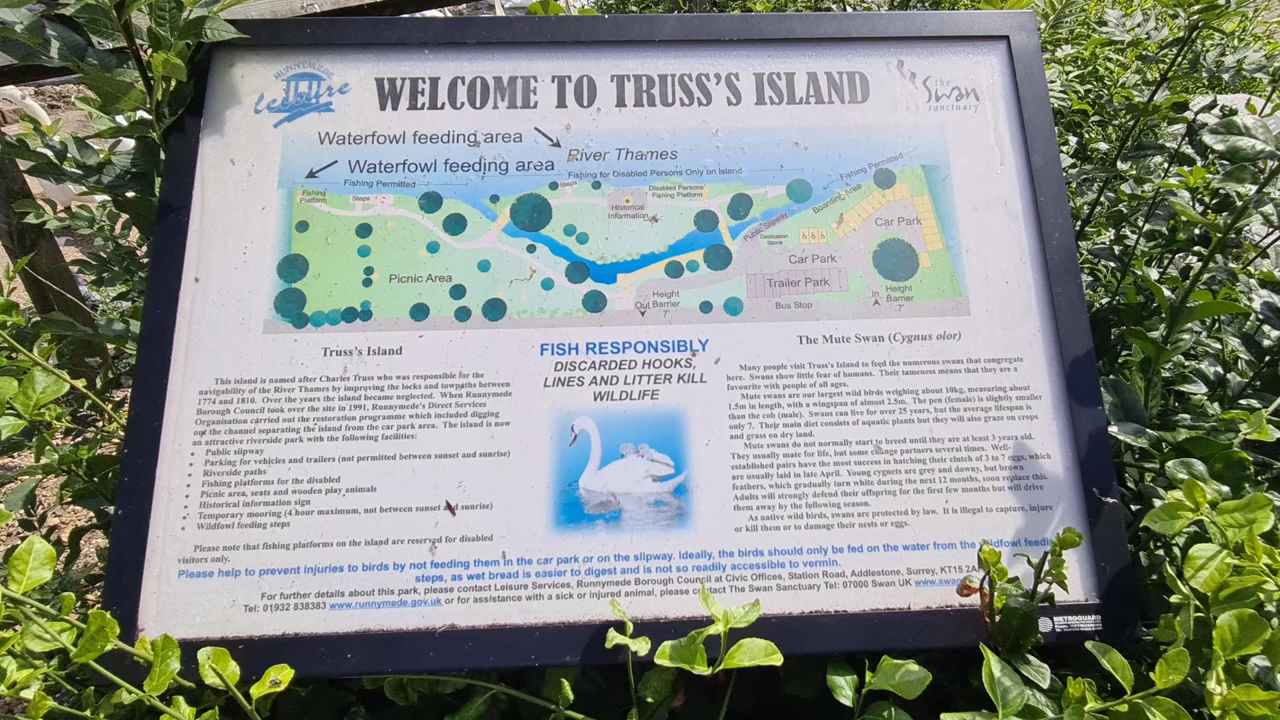 RUNNYMEDE
leisure
WELCOME TO TRUSS'S ISLAND
the
Swan
sanctuary
Waterfowl feeding area
Waterfowl feeding area
River Thames
Fishing Permitted
Fishing for Disabled Persons Only on Island
Fishing Permitted
Fishing
Platform
Steps
Steps
Disabled Persons'
Fishing Platform
Historical
Information
Boarding Area
Public Slipway
Dedication
Stone
Car Park
Car Park
Picnic Area
Trailer Park
Height
Out Barrier
7'
Bus Stop
Height
In Barrier
7'
Truss's Island
This island is named after Charles Truss who was responsible for the
navigability of the River Thames by improving the locks and towpaths between
1774 and 1810. Over the years the island became neglected. When Runnymede
Borough Council took over the site in 1991, Runnymede's Direct Services
Organisation carried out the restoration programme which included digging
out the channel separating the island from the car park area. The island is now
an attractive riverside park with the following facilities:
• Public slipway
• Parking for vehicles and trailers (not permitted between sunset and sunrise)
• Riverside paths
• Fishing platforms for the disabled
• Picnic area, seats and wooden play animals
• Historical information sign
• Temporary mooring (4 hour maximum, not between sunset and sunrise)
• Wildfowl feeding steps
Please note that fishing platforms on the island are reserved for disabled
visitors only.
FISH RESPONSIBLY
DISCARDED HOOKS,
LINES AND LITTER KILL
WILDLIFE
The Mute Swan (Cygnus olor)
Many people visit Truss's Island to feed the numerous swans that congregate
here. Swans show little fear of humans. Their tameness means that they are a
favourite with people of all ages.
Mute swans are our largest wild birds weighing about 10kg, measuring about
1.5m in length, with a wingspan of almost 2.5m. The pen (female) is slightly smaller
than the cob (male). Swans can live for over 25 years, but the average lifespan is
only 7. Their main diet consists of aquatic plants but they will also graze on crops
and grass on dry land.
Mute swans do not normally start to breed until they are at least 3 years old.
They usually mate for life, but some change partners several times. Well-
established pairs have the most success in hatching their clutch of 3 to 7 eggs, which
are usually laid in late April. Young cygnets are grey and downy, but brown
feathers, which gradually turn white during the next 12 months, soon replace this.
Adults will strongly defend their offspring for the first few months but will drive
them away by the following season.
As native wild birds, swans are protected by law. It is illegal to capture, injure
or kill them or to damage their nests or eggs.
Please help to prevent injuries to birds by not feeding them in the car park or on the slipway. Ideally, the birds should only be fed on the water from the wildfowl feeding
steps, as wet bread is easier to digest and is not so readily accessible to vermin.
For further details about this park, please contact Leisure Services, Runnymede Borough Council at Civic Offices, Station Road, Addlestone, Surrey, KT15 2A
Tel: 01932 838383 www.runnymede.gov.uk or for assistance with a sick or injured animal, please contact The Swan Sanctuary Tel: 07000 Swan UK www.swan
METROGUARD